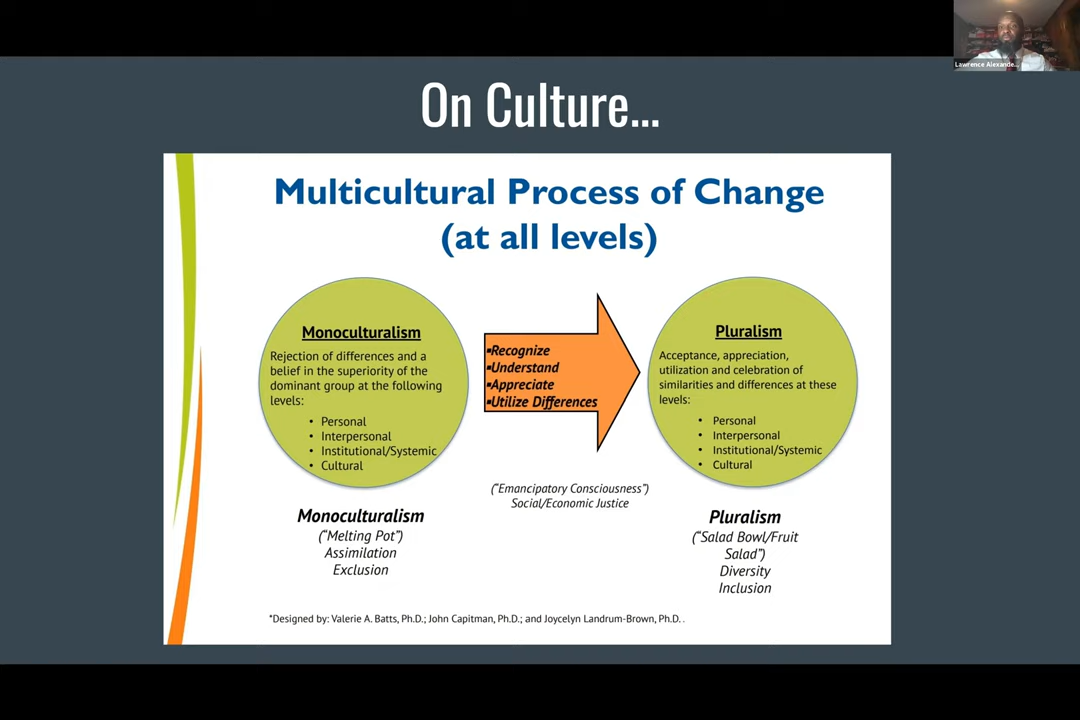 Lawrence Alexande...
On Culture...
Multicultural Process of Change
(at all levels)
Monoculturalism
Rejection of differences and a
belief in the superiority of the
dominant group at the following
levels:
• Personal
• Interpersonal
• Institutional/Systemic
• Cultural
▪Recognize
▪Understand
▪Appreciate
▪Utilize Differences
Pluralism
Acceptance, appreciation,
utilization and celebration of
similarities and differences at these
levels:
• Personal
• Interpersonal
• Institutional/Systemic
• Cultural
("Emancipatory Consciousness")
Social/Economic Justice
Monoculturalism
("Melting Pot")
Assimilation
Exclusion
Pluralism
("Salad Bowl/Fruit
Salad")
Diversity
Inclusion
*Designed by: Valerie A. Batts, Ph.D.; John Capitman, Ph.D.; and Joycelyn Landrum-Brown, Ph.D. .